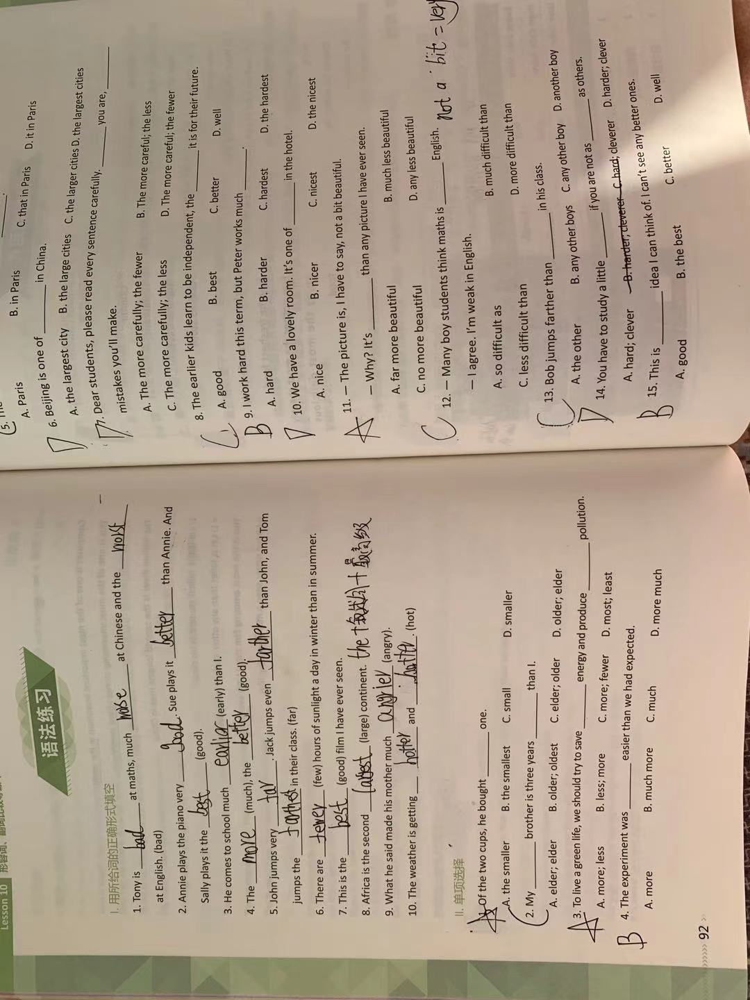 Lesson 10
语法练习
I. 用所给词的正确形式填空
1. Tony is bad at maths, much worse at Chinese and the worst
at English. (bad)
2. Annie plays the piano very good. Sue plays it better than Annie. And
Sally plays it the best (good).
3. He comes to school much earlier (early) than I.
4. The more (much), the better (good).
5. John jumps very far. Jack jumps even farther than John, and Tom
jumps the farthest in their class. (far)
6. There are fewer (few) hours of sunlight a day in winter than in summer.
7. This is the best (good) film I have ever seen.
8. Africa is the second largest (large) continent. the + 序数词 + 最高级
9. What he said made his mother much angrier (angry).
10. The weather is getting hotter and hotter. (hot)
II. 单项选择
A 1. Of the two cups, he bought ______ one.
A. the smaller B. the smallest C. small D. smaller
C 2. My ______ brother is three years ______ than I.
A. elder; elder B. older; oldest C. elder; older D. older; elder
A 3. To live a green life, we should try to save ______ energy and produce ______ pollution.
A. more; less B. less; more C. more; fewer D. most; least
B 4. The experiment was ______ easier than we had expected.
A. more B. much more C. much D. more much
92
C 5.
A. Paris B. in Paris C. that in Paris D. it in Paris
D 6. Beijing is one of ______ in China.
A. the largest city B. the large cities C. the larger cities D. the largest cities
D 7. Dear students, please read every sentence carefully. ______ you are, ______
mistakes you'll make.
A. The more carefully; the fewer B. The more careful; the less
C. The more carefully; the less D. The more careful; the fewer
C 8. The earlier kids learn to be independent, the ______ it is for their future.
A. good B. best C. better D. well
B 9. I work hard this term, but Peter works much ______.
A. hard B. harder C. hardest D. the hardest
D 10. We have a lovely room. It's one of ______ in the hotel.
A. nice B. nicer C. nicest D. the nicest
A 11. — The picture is, I have to say, not a bit beautiful.
— Why? It's ______ than any picture I have ever seen.
A. far more beautiful B. much less beautiful
C. no more beautiful D. any less beautiful
C 12. — Many boy students think maths is ______ English. not a bit = very
— I agree. I'm weak in English.
A. so difficult as B. much difficult than
C. less difficult than D. more difficult than
C 13. Bob jumps farther than ______ in his class.
A. the other B. any other boys C. any other boy D. another boy
D 14. You have to study a little ______ if you are not as ______ as others.
A. hard; clever B. harder; cleverer C. hard; cleverer D. harder; clever
B 15. This is ______ idea I can think of. I can't see any better ones.
A. good B. the best C. better D. well